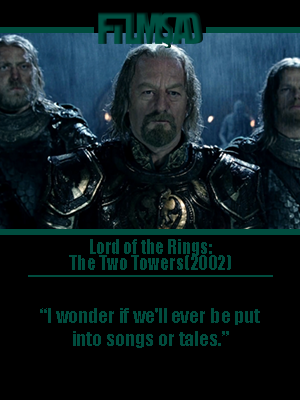 FTLMSAD
Lord of the Rings:
The Two Towers(2002)
“I wonder if we'll ever be put
into songs or tales.”